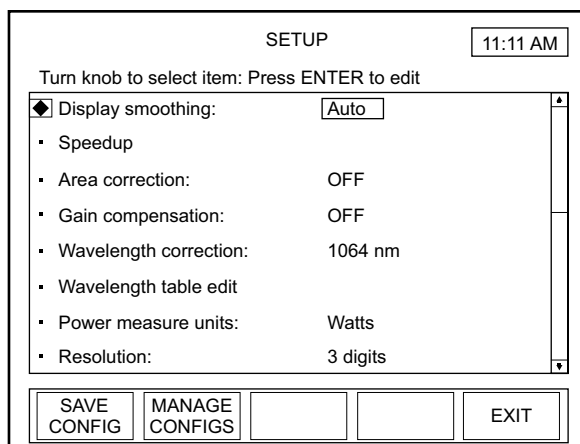 SETUP
11:11 AM
Turn knob to select item: Press ENTER to edit
Display smoothing: Auto
Speedup
Area correction: OFF
Gain compensation: OFF
Wavelength correction: 1064 nm
Wavelength table edit
Power measure units: Watts
Resolution: 3 digits
SAVE
CONFIG
MANAGE
CONFIGS
EXIT